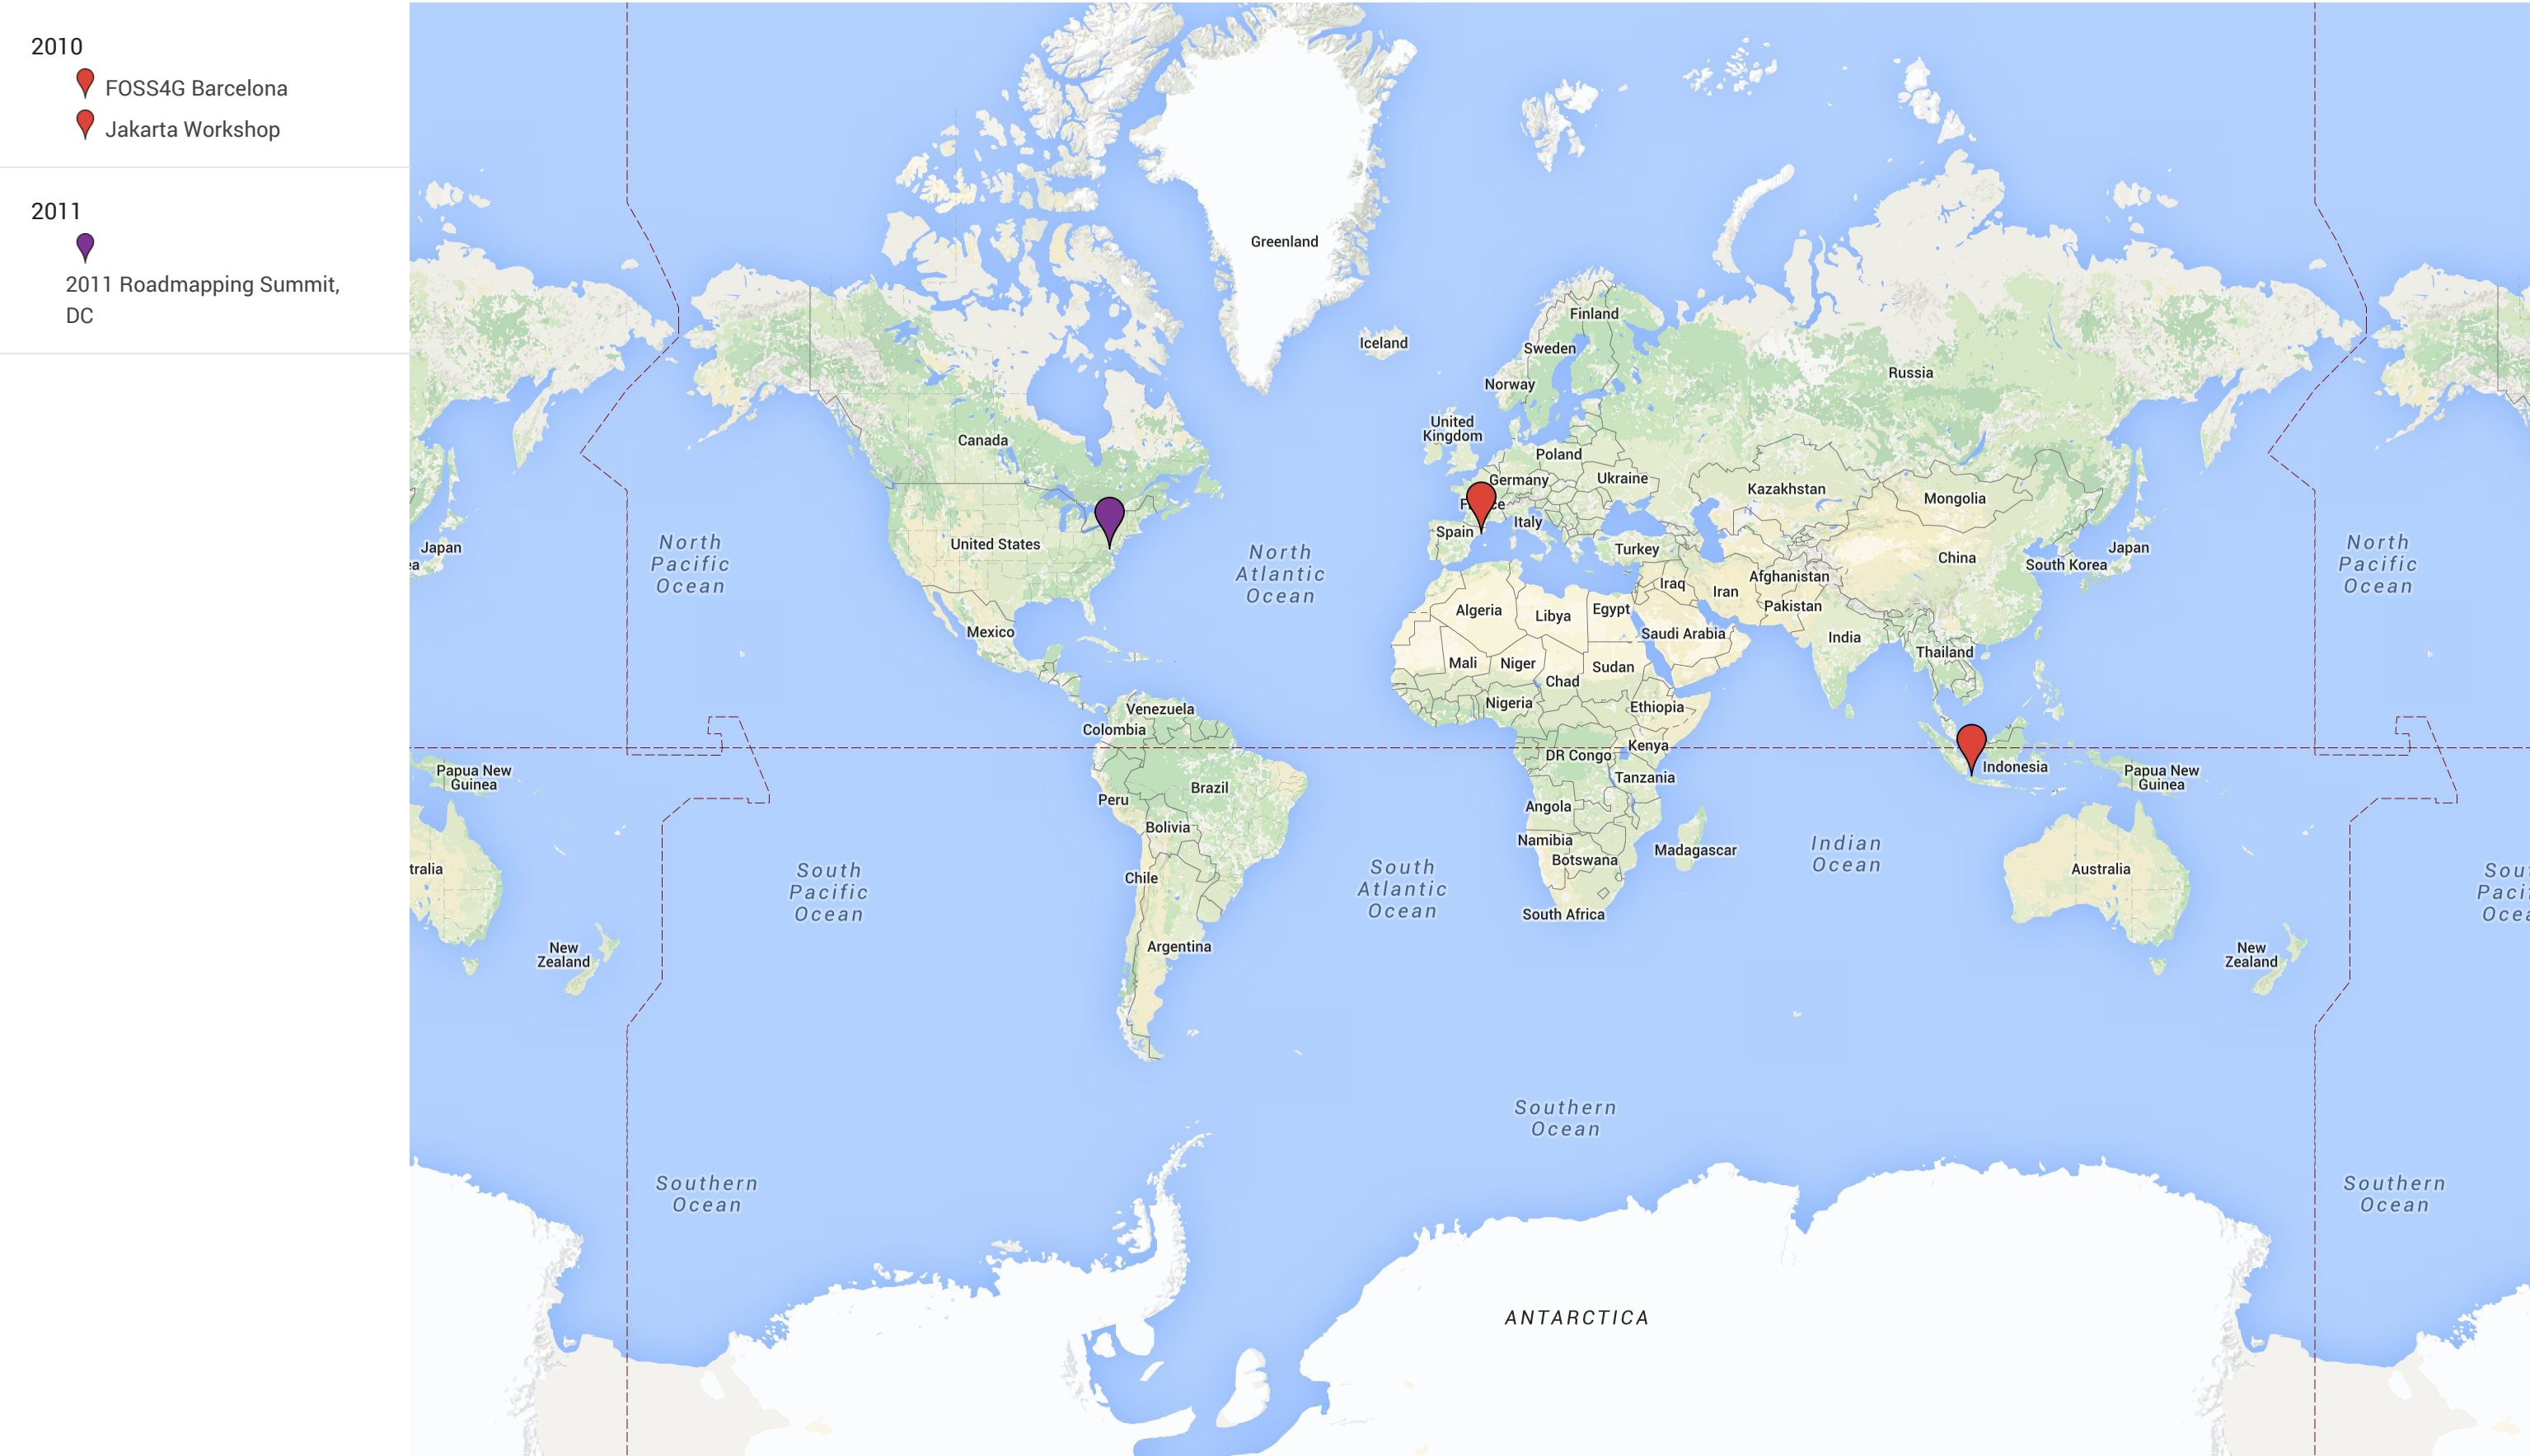 2010
FOSS4G Barcelona
Jakarta Workshop
2011
2011 Roadmapping Summit,
DC
Greenland
Finland
Iceland
Sweden
Russia
Norway
United
Kingdom
Canada
Poland
Germany
Ukraine
Kazakhstan
Mongolia
Spain
Italy
United States
Japan
North
Pacific
Ocean
North
Atlantic
Ocean
Turkey
China
South Korea
Japan
North
Pacific
Ocean
Iraq
Iran
Afghanistan
Pakistan
Algeria
Libya
Egypt
Saudi Arabia
Mexico
India
Thailand
Mali
Niger
Sudan
Chad
Nigeria
Ethiopia
Venezuela
Colombia
DR Congo
Kenya
Tanzania
Indonesia
Papua New
Guinea
Papua New
Guinea
Peru
Brazil
Angola
Bolivia
Namibia
Botswana
Madagascar
Indian
Ocean
tralia
South
Pacific
Ocean
Chile
South
Atlantic
Ocean
South Africa
Australia
Argentina
New
Zealand
New
Zealand
Southern
Ocean
Southern
Ocean
Southern
Ocean
ANTARCTICA